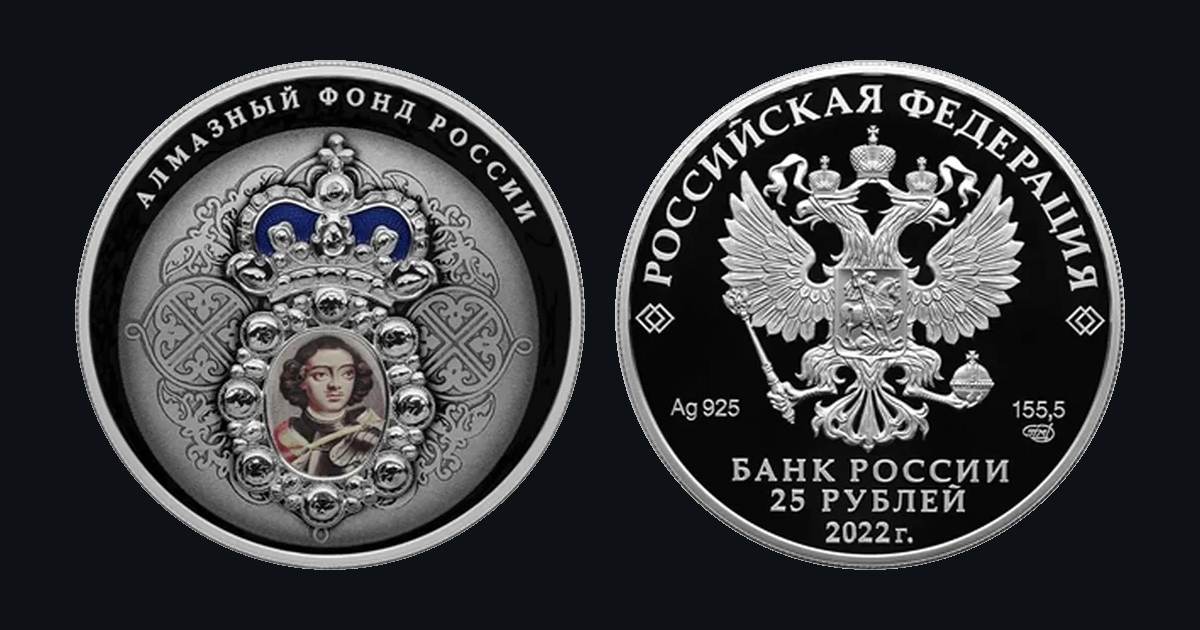 АЛМАЗНЫЙ ФОНД РОССИИ
РОССИЙСКАЯ ФЕДЕРАЦИЯ
Ag 925
155,5
БАНК РОССИИ
25 РУБЛЕЙ
2022 г.